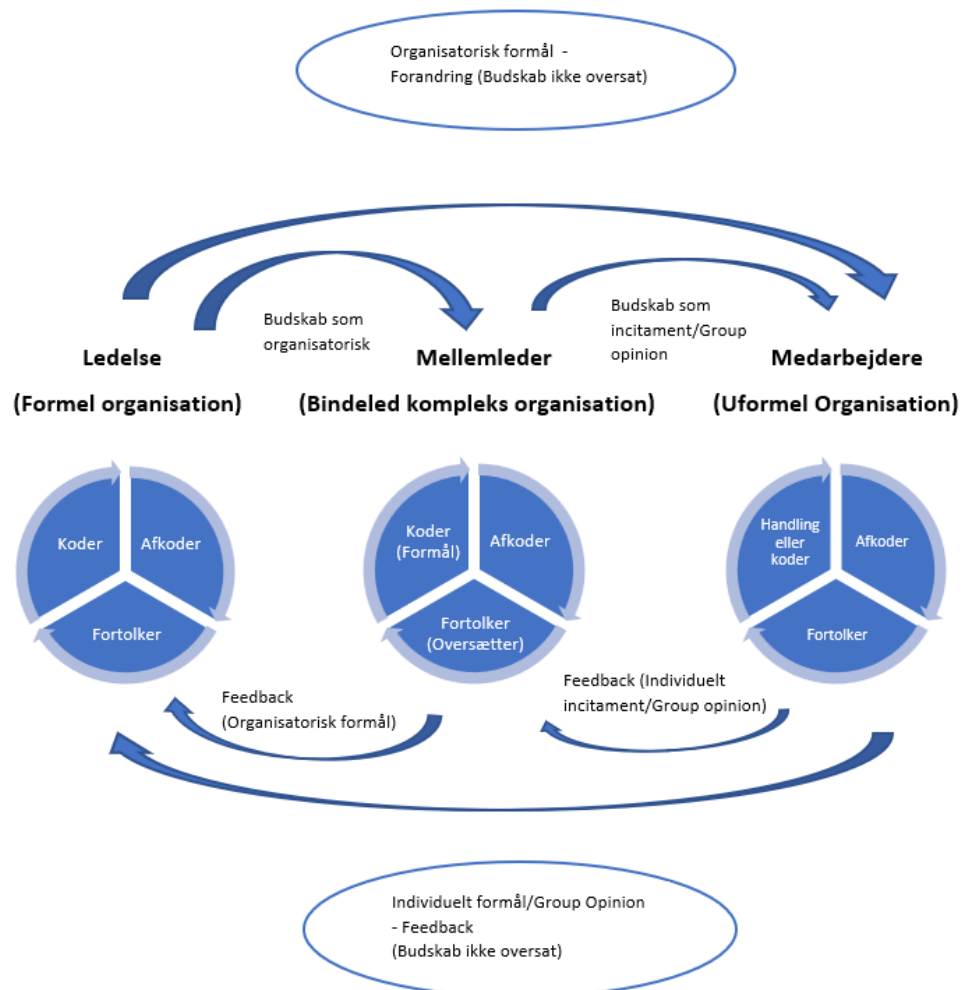 Organisatorisk formål -
Forandring (Budskab ikke oversat)
Budskab som
organisatorisk
Budskab som
incitament/Group
opinion
Ledelse
(Formel organisation)
Mellemleder
(Bindeled kompleks organisation)
Medarbejdere
(Uformel Organisation)
Koder
Afkoder
Fortolker
Koder
(Formål)
Afkoder
Fortolker
(Oversætter)
Handling
eller
koder
Afkoder
Fortolker
Feedback
(Organisatorisk formål)
Feedback (Individuelt
incitament/Group opinion)
Individuelt formål/Group Opinion
- Feedback
(Budskab ikke oversat)